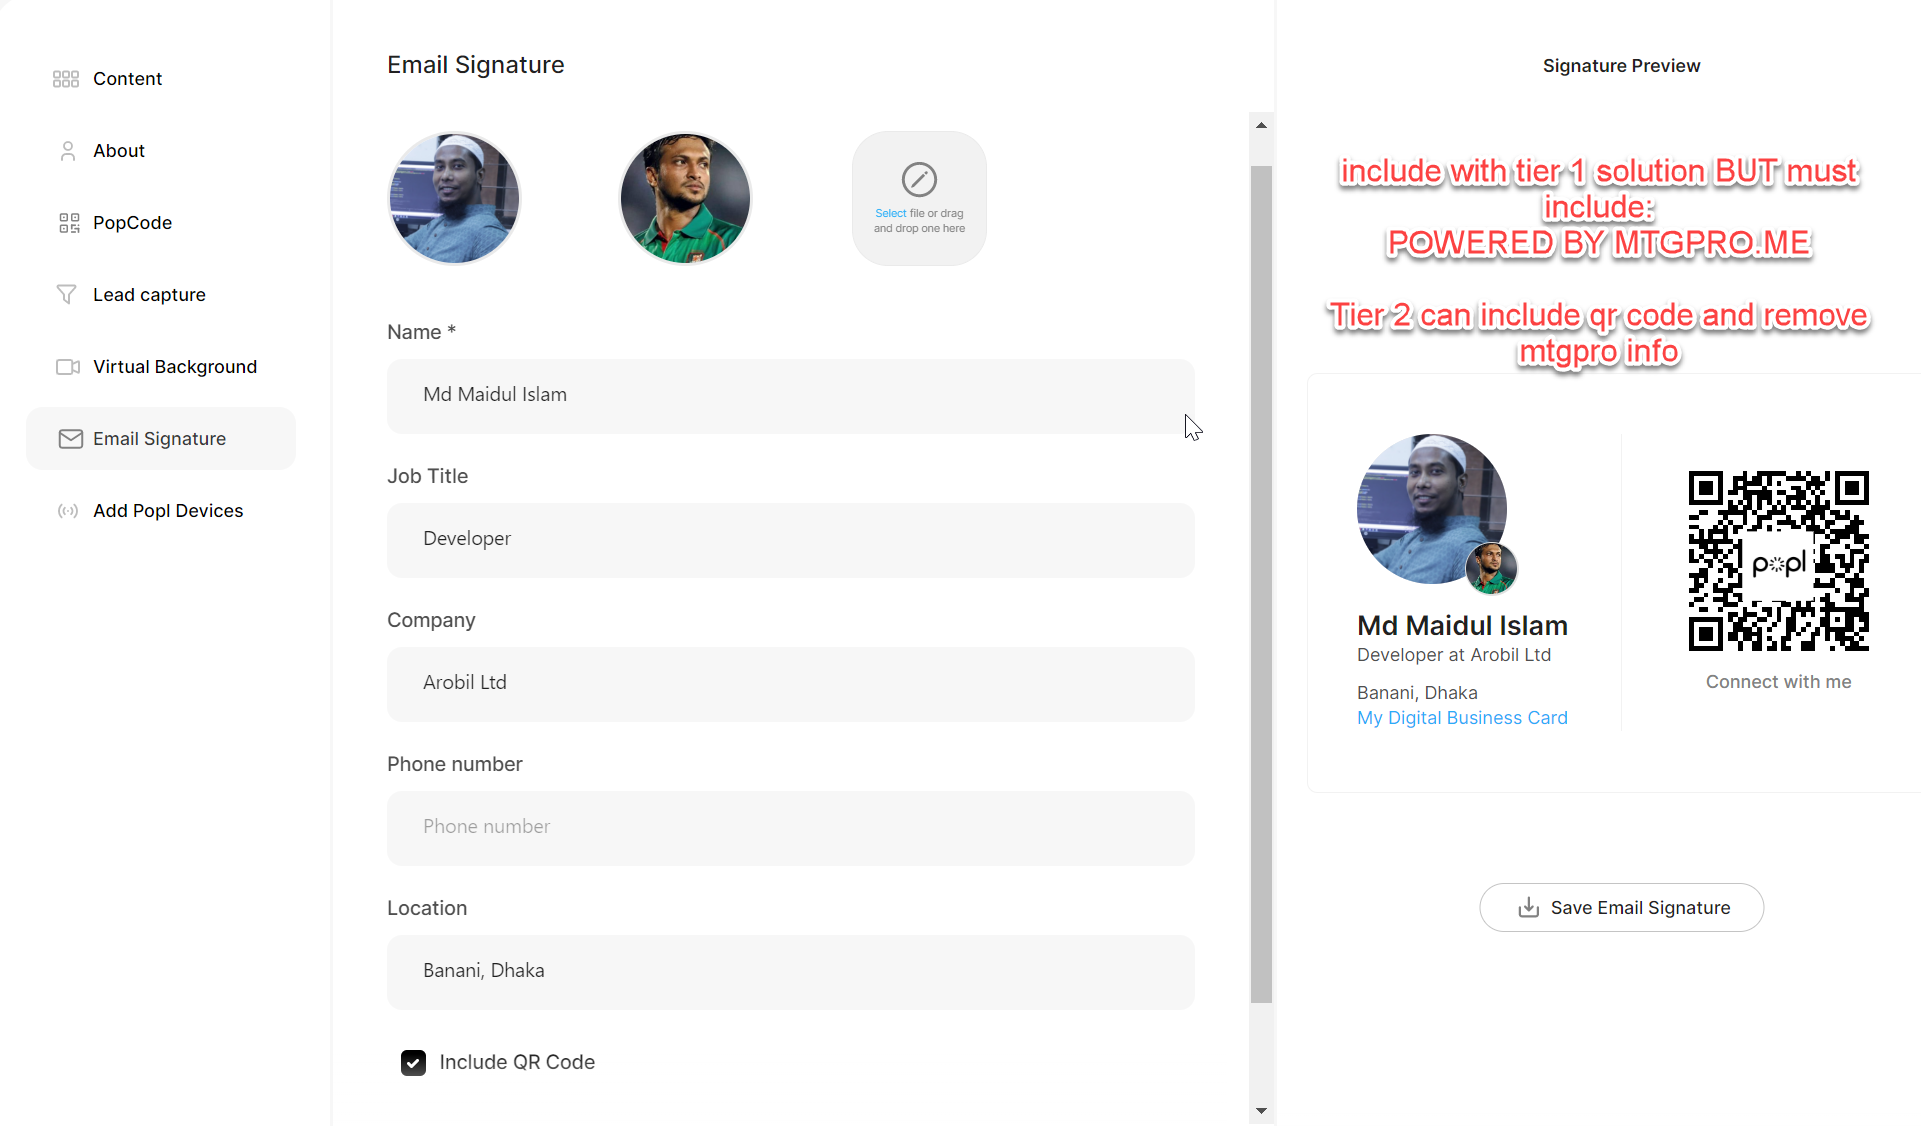 Content
About
PopCode
Lead capture
Virtual Background
Email Signature
Add Popl Devices
Email Signature
Select file or drag
and drop one here
Name *
Md Maidul Islam
Job Title
Developer
Company
Arobil Ltd
Phone number
Phone number
Location
Banani, Dhaka
Include QR Code
Signature Preview
include with tier 1 solution BUT must
include:
POWERED BY MTGPRO.ME
Tier 2 can include qr code and remove
mtgpro info
Md Maidul Islam
Developer at Arobil Ltd
Banani, Dhaka
My Digital Business Card
popl
Connect with me
Save Email Signature